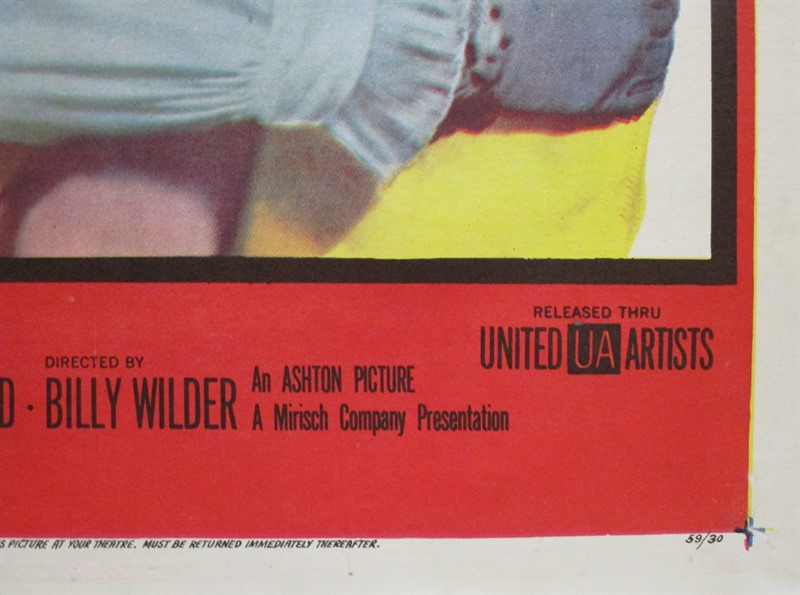 RELEASED THRU
UNITED UA ARTISTS
DIRECTED BY
D · BILLY WILDER
An ASHTON PICTURE
A Mirisch Company Presentation
S PICTURE AT YOUR THEATRE. MUST BE RETURNED IMMEDIATELY THEREAFTER.
59/30